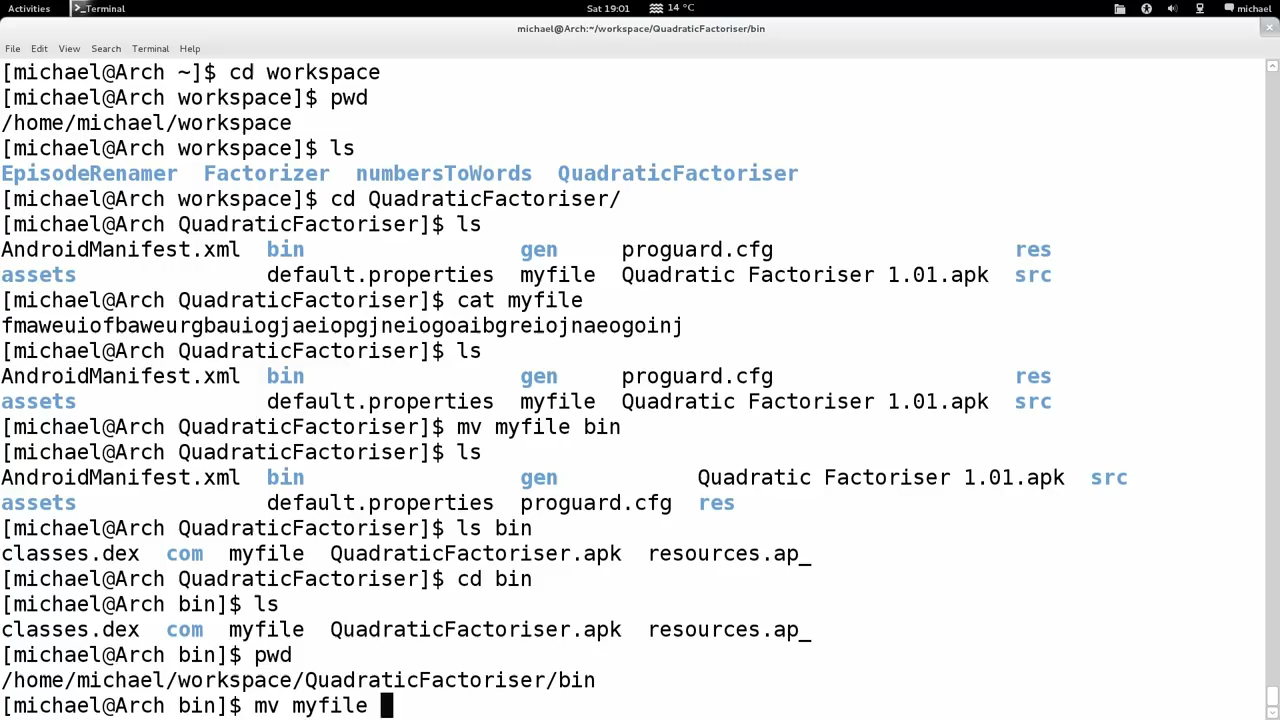 Activities Terminal Sat 19:01 14 °C michael
michael@Arch:~/workspace/QuadraticFactoriser/bin
File Edit View Search Terminal Help
[michael@Arch ~]$ cd workspace
[michael@Arch workspace]$ pwd
/home/michael/workspace
[michael@Arch workspace]$ ls
EpisodeRenamer Factorizer numbersToWords QuadraticFactoriser
[michael@Arch workspace]$ cd QuadraticFactoriser/
[michael@Arch QuadraticFactoriser]$ ls
AndroidManifest.xml bin gen proguard.cfg res
assets default.properties myfile Quadratic Factoriser 1.01.apk src
[michael@Arch QuadraticFactoriser]$ cat myfile
fmaweuiofbaweurgbauiogjaeiopgjneiogoaibgreiojnaeogoinj
[michael@Arch QuadraticFactoriser]$ ls
AndroidManifest.xml bin gen proguard.cfg res
assets default.properties myfile Quadratic Factoriser 1.01.apk src
[michael@Arch QuadraticFactoriser]$ mv myfile bin
[michael@Arch QuadraticFactoriser]$ ls
AndroidManifest.xml bin gen Quadratic Factoriser 1.01.apk src
assets default.properties proguard.cfg res
[michael@Arch QuadraticFactoriser]$ ls bin
classes.dex com myfile QuadraticFactoriser.apk resources.ap_
[michael@Arch QuadraticFactoriser]$ cd bin
[michael@Arch bin]$ ls
classes.dex com myfile QuadraticFactoriser.apk resources.ap_
[michael@Arch bin]$ pwd
/home/michael/workspace/QuadraticFactoriser/bin
[michael@Arch bin]$ mv myfile